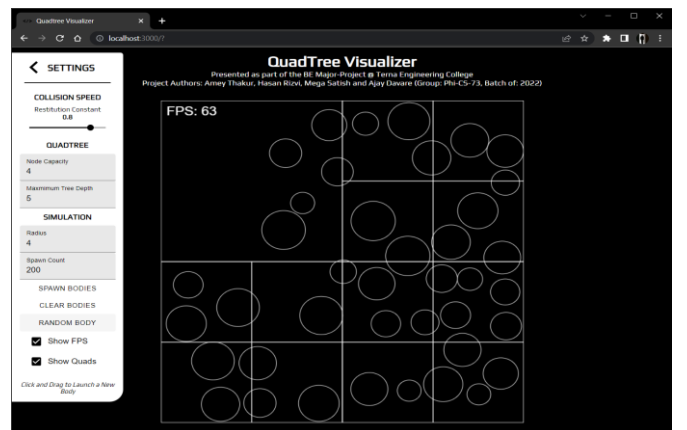 Quadtree Visualizer
localhost:3000/?
SETTINGS
COLLISION SPEED
Restitution Constant
0.8
QUADTREE
Node Capacity
4
Maxmimum Tree Depth
5
SIMULATION
Radius
4
Spawn Count
200
SPAWN BODIES
CLEAR BODIES
RANDOM BODY
Show FPS
Show Quads
Click and Drag to Launch a New
Body
QuadTree Visualizer
Presented as part of the BE Major-Project @ Terna Engineering College
Project Authors: Amey Thakur, Hasan Rizvi, Mega Satish and Ajay Davare (Group: Phi-CS-73, Batch of: 2022)
FPS: 63